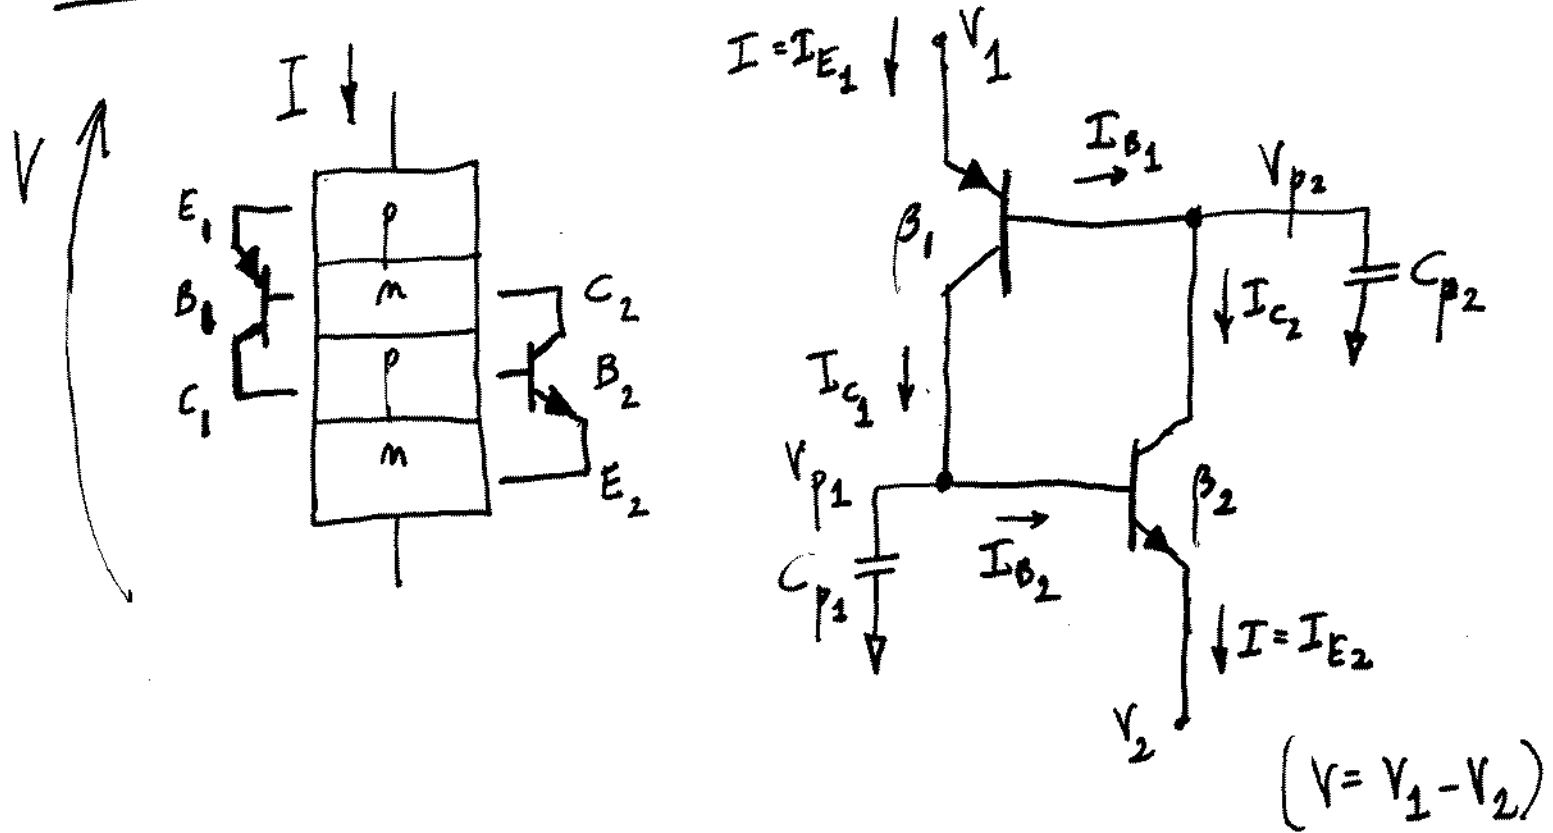 I
V
E1
B1
C1
p
n
p
n
C2
B2
E2
I = IE1
V1
IB1
Vp2
β1
Cp2
IC2
IC1
Vp1
β2
Cp1
IB2
I = IE2
V2
(V = V1 - V2)